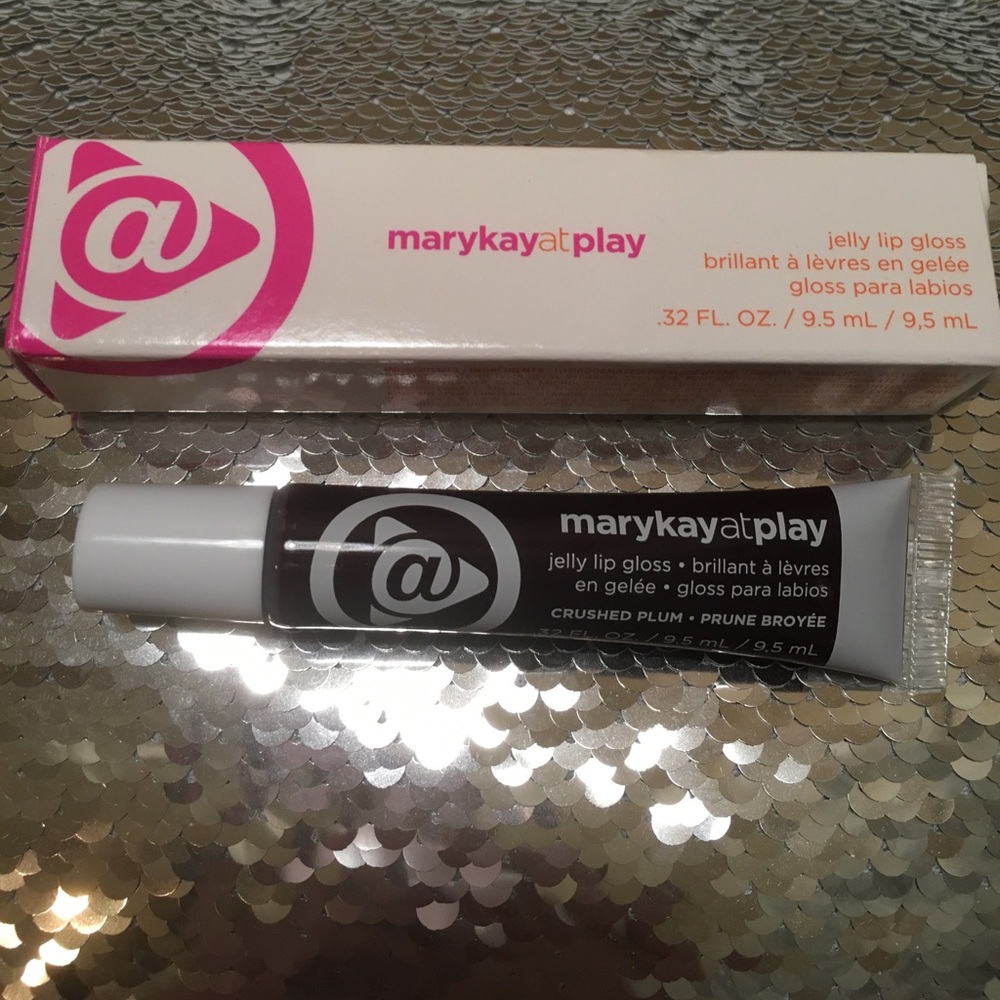 @
marykayatplay
jelly lip gloss
brillant à lèvres en gelée
gloss para labios
.32 FL. OZ. / 9.5 mL / 9,5 mL
@
marykayatplay
jelly lip gloss • brillant à lèvres
en gelée • gloss para labios
CRUSHED PLUM • PRUNE BROYÉE
.32 FL. OZ. / 9.5 mL / 9,5 mL